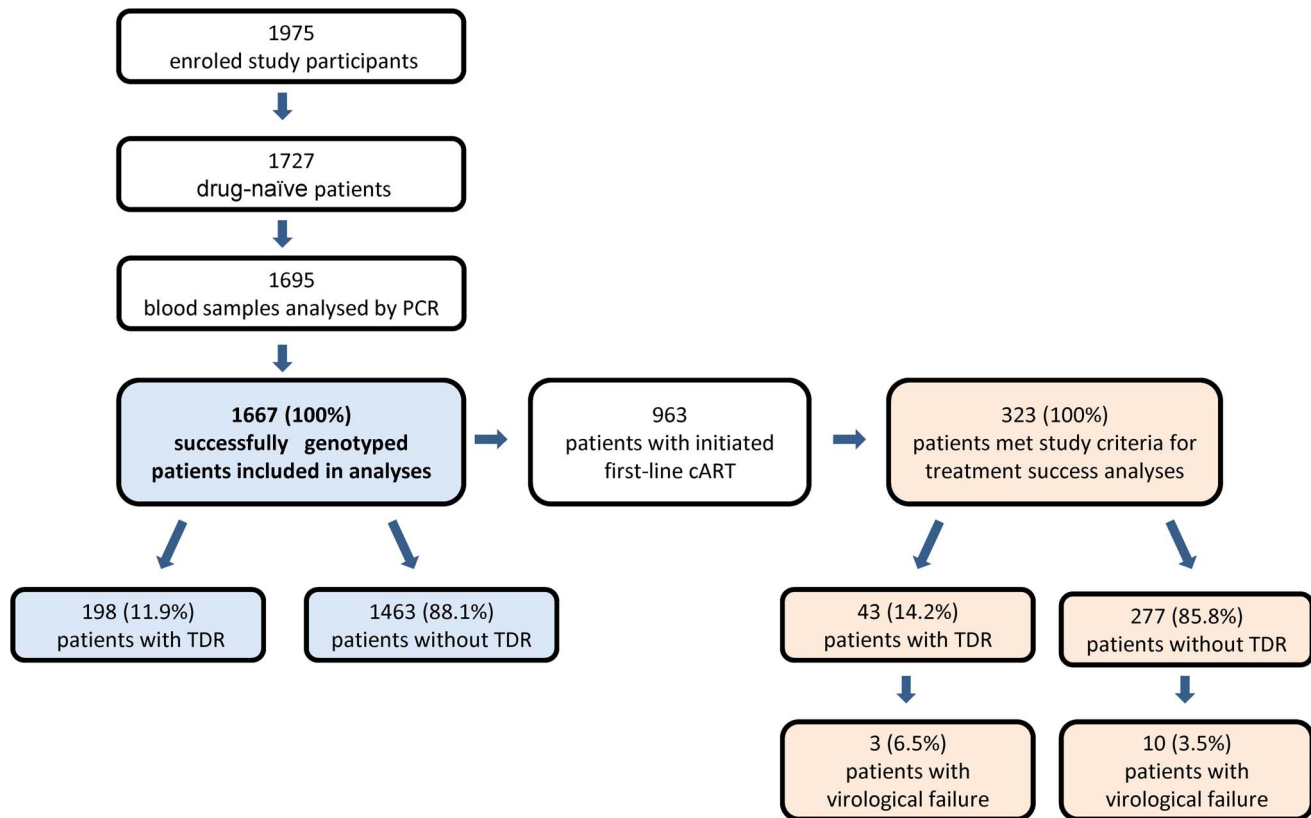 1975
enroled study participants
1727
drug-naïve patients
1695
blood samples analysed by PCR
1667 (100%)
successfully genotyped
patients included in analyses
963
patients with initiated
first-line cART
323 (100%)
patients met study criteria for
treatment success analyses
198 (11.9%)
patients with TDR
1463 (88.1%)
patients without TDR
43 (14.2%)
patients with TDR
277 (85.8%)
patients without TDR
3 (6.5%)
patients with
virological failure
10 (3.5%)
patients with
virological failure